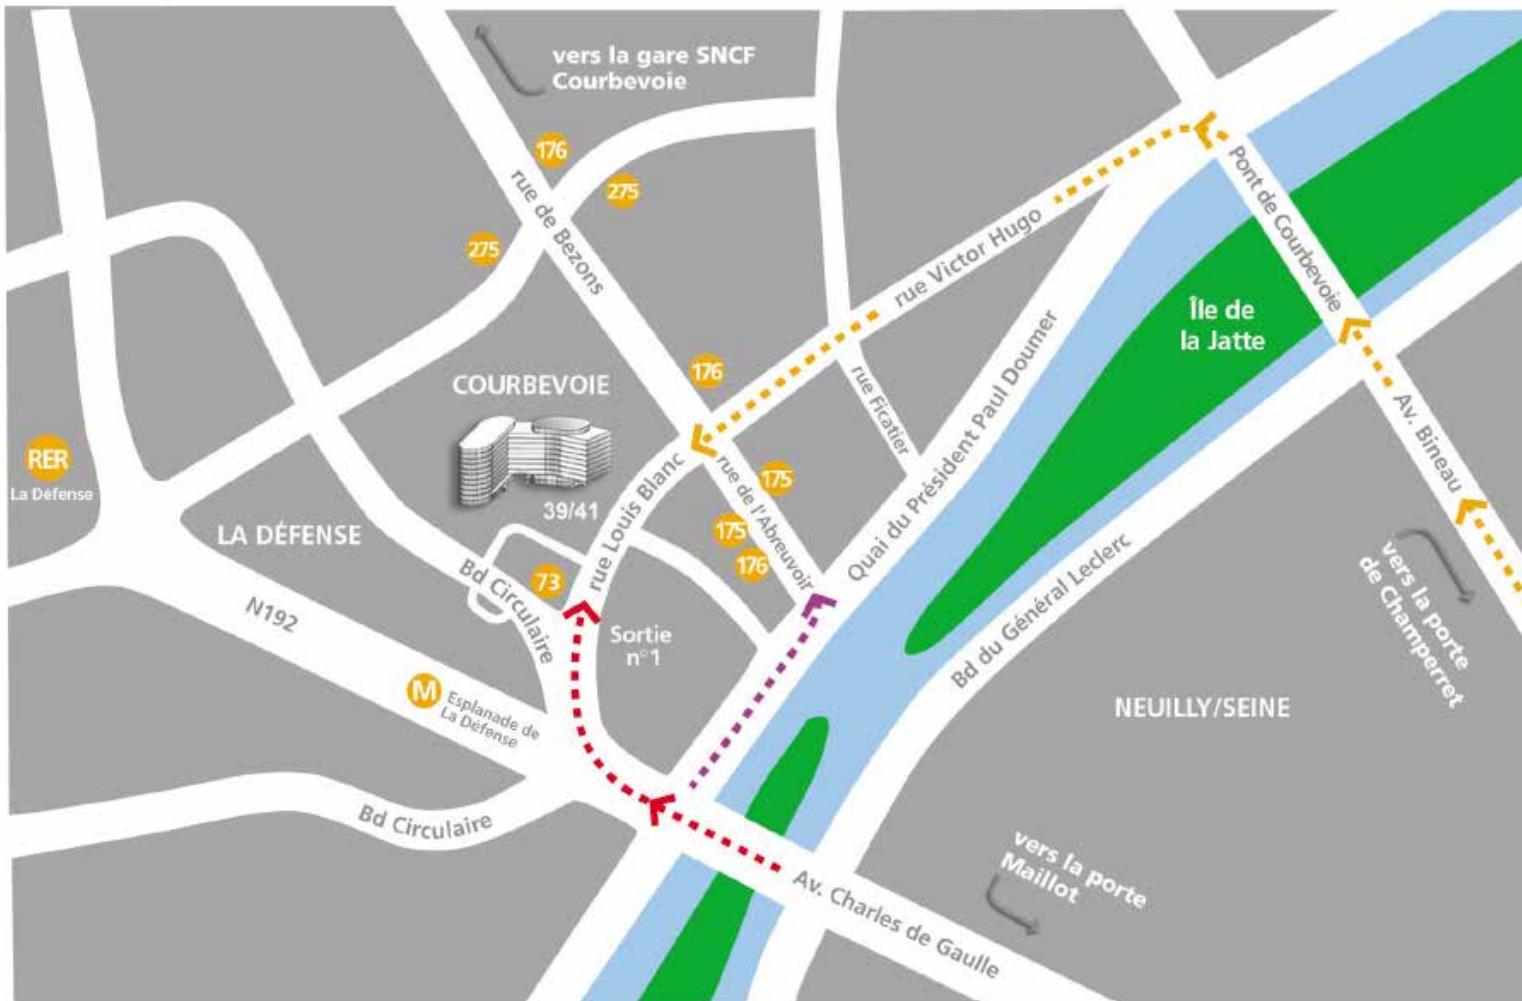 vers la gare SNCF
Courbevoie
176
275
rue de Bezons
275
Pont de Courbevoie
rue Victor Hugo
Île de
la Jatte
176
COURBEVOIE
rue Ficatier
Quai du Président Paul Doumer
Av. Bineau
RER
La Défense
39/41
rue Louis Blanc
rue de l'Abreuvoir
175
175
176
LA DÉFENSE
Bd Circulaire
73
N192
Sortie
n°1
Bd du Général Leclerc
vers la porte
de Champerret
M
Esplanade de
La Défense
NEUILLY/SEINE
Bd Circulaire
vers la porte
Maillot
Av. Charles de Gaulle